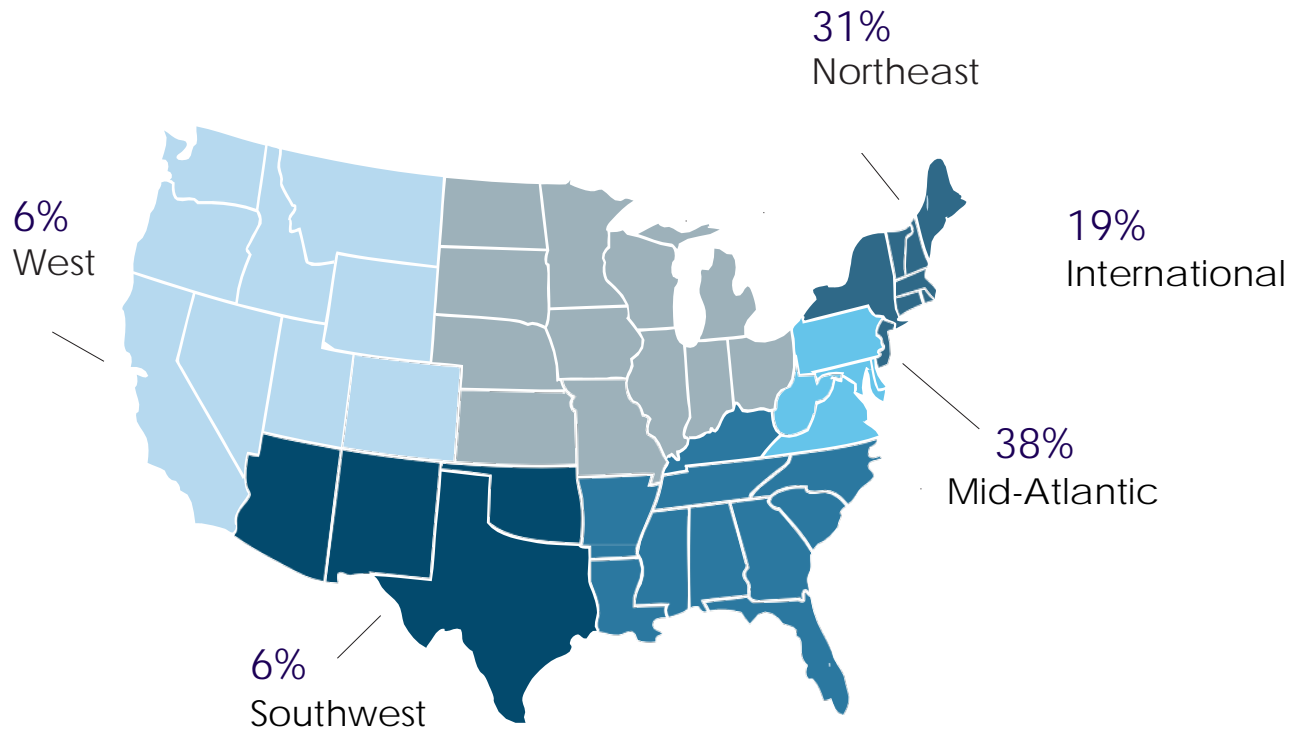 31%
Northeast
6%
West
19%
International
38%
Mid-Atlantic
6%
Southwest